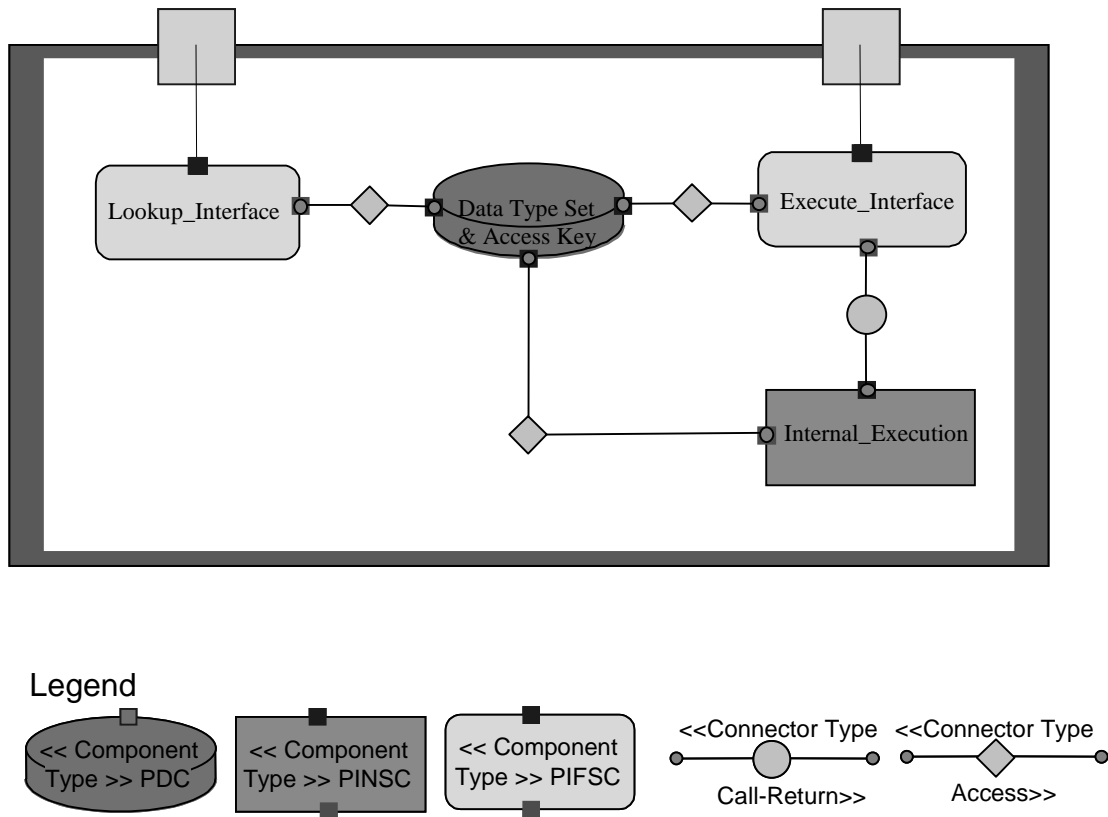 Lookup_Interface
Data Type Set
& Access Key
Execute_Interface
Internal_Execution
Legend
<< Component
Type >> PDC
<< Component
Type >> PINSC
<< Component
Type >> PIFSC
<<Connector Type
Call-Return>>
<<Connector Type
Access>>